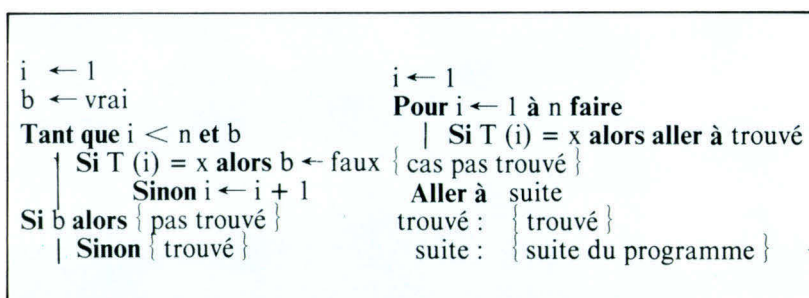 i ← 1
b ← vrai
Tant que i < n et b
| Si T (i) = x alors b ← faux
Sinon i ← i + 1
Si b alors { pas trouvé }
| Sinon { trouvé }
i ← 1
Pour i ← 1 à n faire
| Si T (i) = x alors aller à trouvé
{ cas pas trouvé }
Aller à suite
trouvé : { trouvé }
suite : { suite du programme }